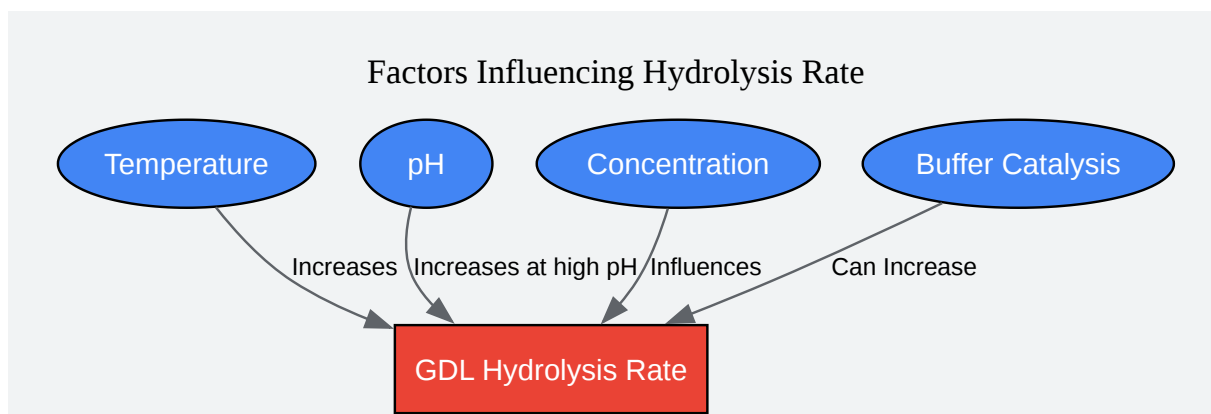 Factors Influencing Hydrolysis Rate
Temperature
pH
Concentration
Buffer Catalysis
Increases
Increases at high pH
Influences
Can Increase
GDL Hydrolysis Rate